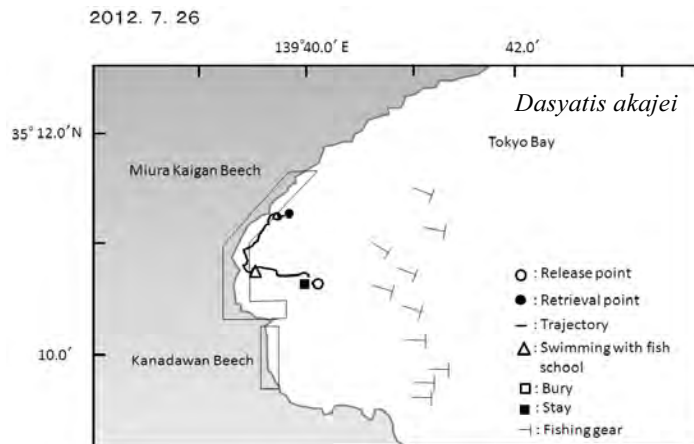 2012. 7. 26
139°40.0′ E
42.0′
Dasyatis akajei
35°12.0′N
Tokyo Bay
Miura Kaigan Beech
○ : Release point
● : Retrieval point
– : Trajectory
△ : Swimming with fish
school
10.0′
Kanadawan Beech
□ : Bury
■ : Stay
⊣ : Fishing gear